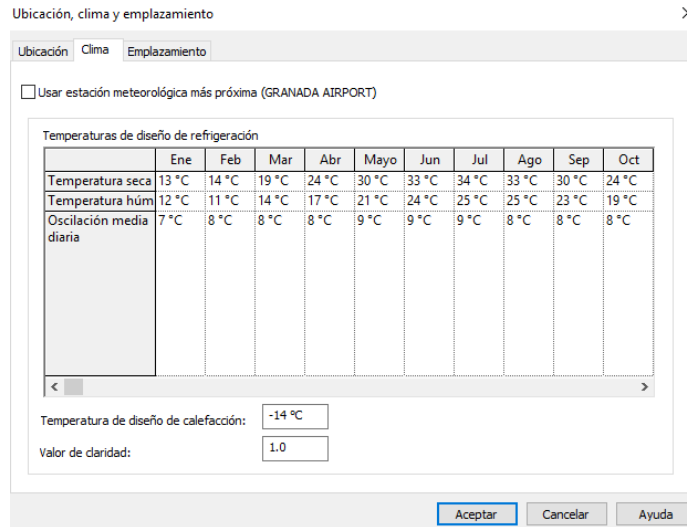 Ubicación, clima y emplazamiento
Ubicación Clima Emplazamiento
Usar estación meteorológica más próxima (GRANADA AIRPORT)
Temperaturas de diseño de refrigeración
Ene Feb Mar Abr Mayo Jun Jul Ago Sep Oct
Temperatura seca 13 °C 14 °C 19 °C 24 °C 30 °C 33 °C 34 °C 33 °C 30 °C 24 °C
Temperatura húm 12 °C 11 °C 14 °C 17 °C 21 °C 24 °C 25 °C 25 °C 23 °C 19 °C
Oscilación media 7 °C 8 °C 8 °C 8 °C 9 °C 9 °C 9 °C 8 °C 8 °C 8 °C
diaria
Temperatura de diseño de calefacción: -14 °C
Valor de claridad: 1.0
Aceptar Cancelar Ayuda